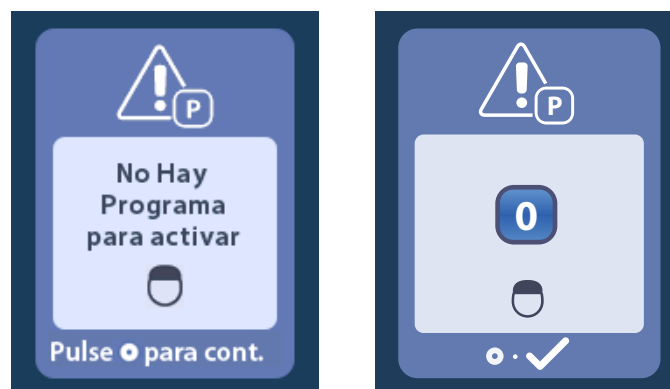 P
No Hay
Programa
para activar
Pulse para cont.
P
0